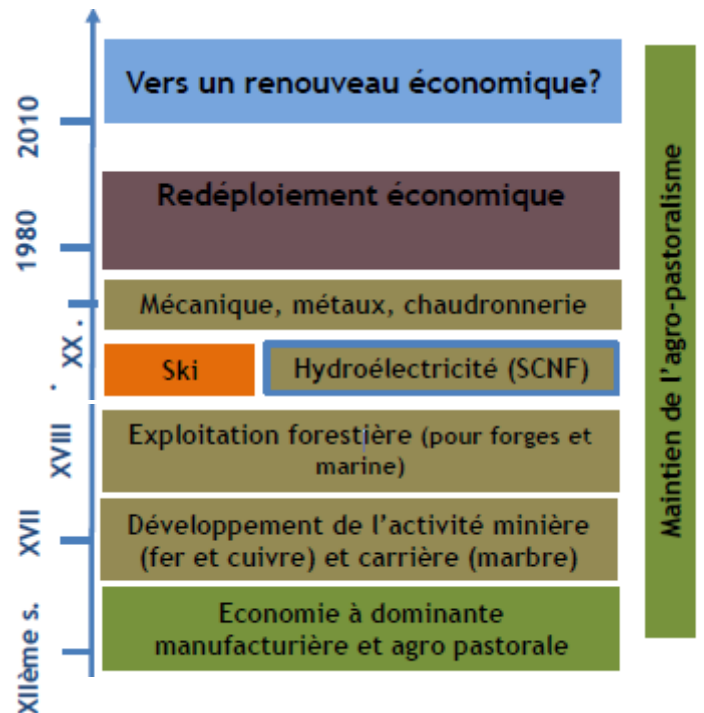 Vers un renouveau économique?
2010
Redéploiement économique
1980
Mécanique, métaux, chaudronnerie
XX .
Ski
Hydroélectricité (SCNF)
XVIII
Exploitation forestière (pour forges et
marine)
XVII
Développement de l'activité minière
(fer et cuivre) et carrière (marbre)
XIIème s.
Economie à dominante
manufacturière et agro pastorale
Maintien de l'agro-pastoralisme